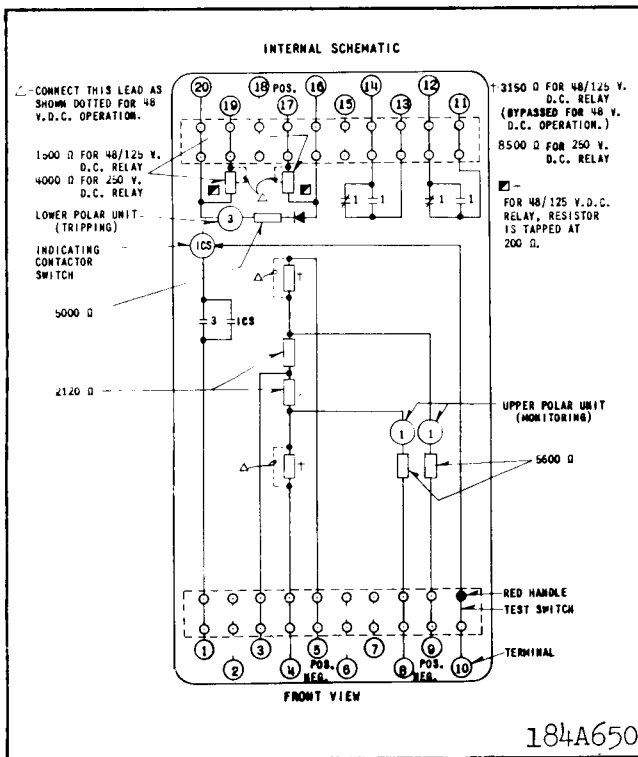 INTERNAL SCHEMATIC
△-CONNECT THIS LEAD AS
SHOWN DOTTED FOR 48
V.D.C. OPERATION.
20
19
18 POS.
17
16
15
14
13
12
11
† 3150 Ω FOR 48/125 V.
D.C. RELAY
(BYPASSED FOR 48 V.
D.C. OPERATION.)
8500 Ω FOR 250 V.
D.C. RELAY
FOR 48/125 V.D.C.
RELAY, RESISTOR
IS TAPPED AT
200 Ω.
1500 Ω FOR 48/125 V.
D.C. RELAY
4000 Ω FOR 250 V.
D.C. RELAY
△
1
1
1
1
LOWER POLAR UNIT
(TRIPPING)
3
INDICATING
CONTACTOR
SWITCH
ICS
5000 Ω
△
†
3
ICS
2120 Ω
UPPER POLAR UNIT
(MONITORING)
1
1
△
†
5600 Ω
RED HANDLE
TEST SWITCH
TERMINAL
1
2
3
4
POS.
NEG.
5
6
7
8
POS.
NEG.
9
10
FRONT VIEW
184A650